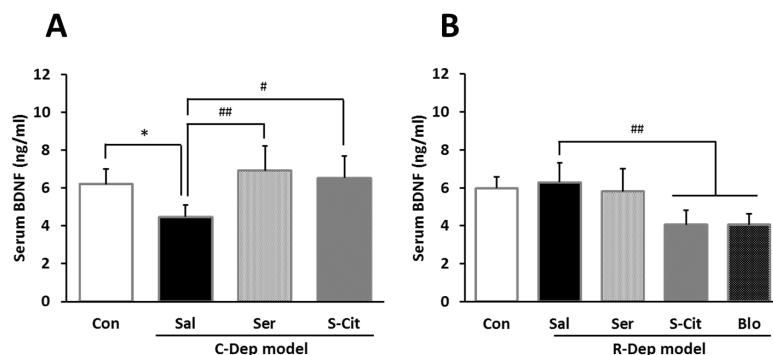 A
Serum BDNF (ng/ml)
12
10
8
6
4
2
0
*
##
#
Con Sal Ser S-Cit
C-Dep model
B
Serum BDNF (ng/ml)
12
10
8
6
4
2
0
##
Con Sal Ser S-Cit Blo
R-Dep model